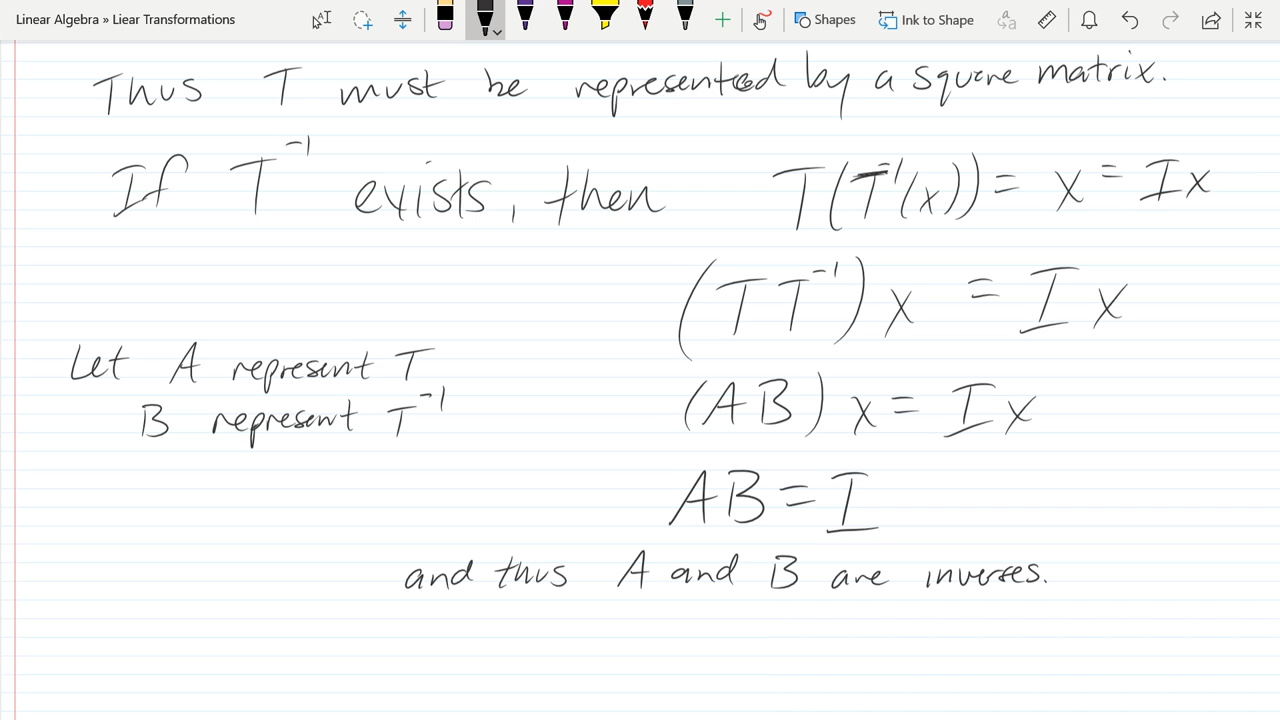 Linear Algebra » Liear Transformations
Shapes
Ink to Shape
Thus T must be represented by a square matrix.
If T⁻¹ exists, then T(T⁻¹(x)) = x = Ix
(TT⁻¹)x = Ix
Let A represent T
B represent T⁻¹
(AB)x = Ix
AB = I
and thus A and B are inverses.